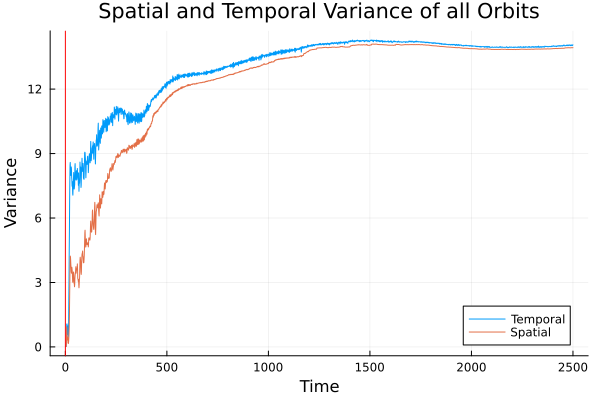 Spatial and Temporal Variance of all Orbits
Variance
12
9
6
3
0
Temporal
Spatial
0 500 1000 1500 2000 2500
Time